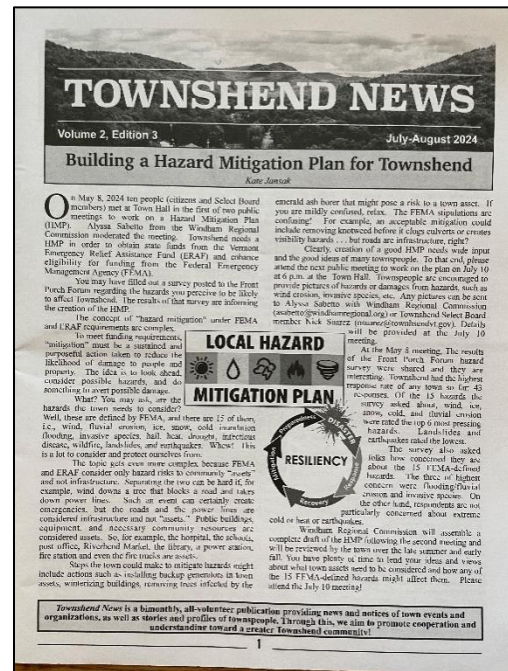 TOWNSHEND NEWS
Volume 2, Edition 3
July-August 2024
Building a Hazard Mitigation Plan for Townshend
Kate Jansak
On May 8, 2024 ten people (citizens and Select Board
members) met at Town Hall in the first of two public
meetings to work on a Hazard Mitigation Plan
(HMP). Alyssa Sabetto from the Windham Regional
Commission moderated the meeting. Townshend needs a
HMP in order to obtain state funds from the Vermont
Emergency Relief Assistance Fund (ERAF) and enhance
eligibility for funding from the Federal Emergency
Management Agency (FEMA).
You may have filled out a survey posted to the Front
Porch Forum regarding the hazards you perceive to be likely
to affect Townshend. The results of that survey are informing
the creation of the HMP.
The concept of "hazard mitigation" under FEMA
and ERAF requirements are complex.
To meet funding requirements,
"mitigation" must be a sustained and
purposeful action taken to reduce the
likelihood of damage to people and
property. The idea is to look ahead,
consider possible hazards, and do
something to avert possible damage.
What? You may ask, are the
hazards the town needs to consider?
Well, these are defined by FEMA, and there are 15 of them,
i.e., wind, fluvial erosion, ice, snow, cold inundation
flooding, invasive species, hail, heat, drought, infectious
disease, wildfire, landslides, and earthquakes. Whew! This
is a lot to consider and protect ourselves from.
The topic gets even more complex, because FEMA
and ERAF consider only hazard risks to community "assets"
and not infrastructure. Separating the two can be hard if, for
example, wind downs a tree that blocks a road and takes
down power lines. Such an event can certainly create
emergencies, but the roads and the power lines are
considered infrastructure and not "assets." Public buildings,
equipment, and necessary community resources are
considered assets. So, for example, the hospital, the schools,
post office, Riverbend Market, the library, a power station,
fire station and even the fire trucks are assets.
Steps the town could make to mitigate hazards might
include actions such as installing backup generators in town
assets, winterizing buildings, removing trees infected by the
emerald ash borer that might pose a risk to a town asset. If
you are mildly confused, relax. The FEMA stipulations are
confusing! For example, an acceptable mitigation could
include removing knotweed before it clogs culverts or creates
visibility hazards . . . but roads are infrastructure, right?
Clearly, creation of a good HMP needs wide input
and the good ideas of many townspeople. To that end, please
attend the next public meeting to work on the plan on July 10
at 6 p.m. at the Town Hall. Townspeople are encouraged to
provide pictures of hazards or damages from hazards, such as
wind erosion, invasive species, etc. Any pictures can be sent
to Alyssa Sabetto with Windham Regional Commission
(asabetto@windhamregional.org) or Townshend Select Board
member Nick
will be provided at the July 10
meeting.
At the May 8 meeting, The results
of the Front Porch Forum hazard
survey were shared and they are
interesting. Townshend had the highest
response rate of any town so far: 43
responses. Of the 15 hazards the
survey asked about, wind, ice,
snow, cold, and fluvial erosion
were rated the top 6 most pressing
hazards. Landslides and
earthquakes rated the lowest.
The survey also asked
folks how concerned they are
about the 15 FEMA-defined
hazards. The three of highest
concern were flooding/fluvial
erosion and invasive species. On
the other hand, respondents are not
particularly concerned about extreme
cold or heat or earthquakes.
Windham Regional Commission will assemble a
complete draft of the HMP following the second meeting and
will be reviewed by the town over the late summer and early
fall. You have plenty of time to lend your ideas and views
about what town assets need to be considered and how any of
the 15 FEMA-defined hazards might affect them. Please
attend the July 10 meeting!
LOCAL HAZARD
MITIGATION PLAN
DISASTER
Preparedness
RESILIENCY
Mitigation
Response
Recovery
Townshend News is a bimonthly, all-volunteer publication providing news and notices of town events and
organizations, as well as stories and profiles of townspeople. Through this, we aim to promote cooperation and
understanding toward a greater Townshend community!
1